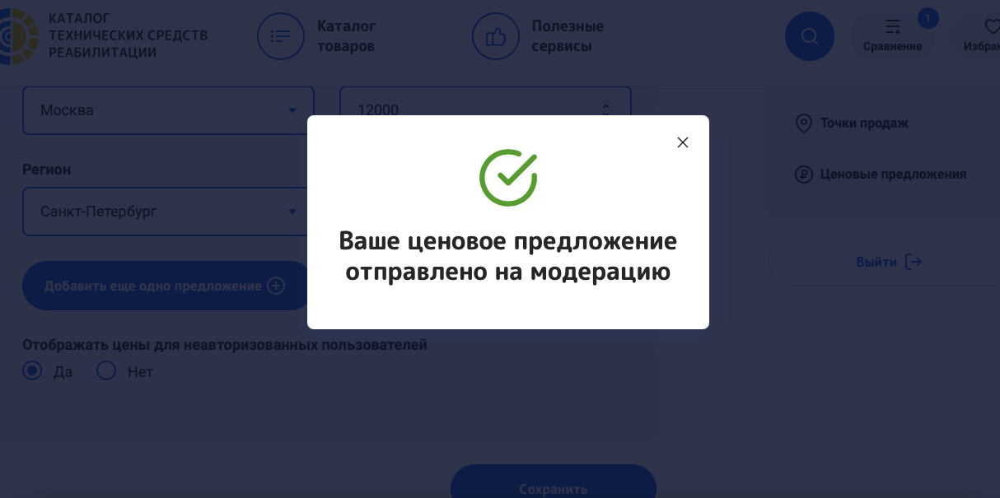 КАТАЛОГ
ТЕХНИЧЕСКИХ СРЕДСТВ
РЕАБИЛИТАЦИИ
Каталог
товаров
Полезные
сервисы
1
Сравнение
Москва
12000
Точки продаж
Регион
Ценовые предложения
Санкт-Петербург
Ваше ценовое предложение
отправлено на модерацию
Выйти
Добавить еще одно предложение
Отображать цены для неавторизованных пользователей
Да
Нет
Сохранить